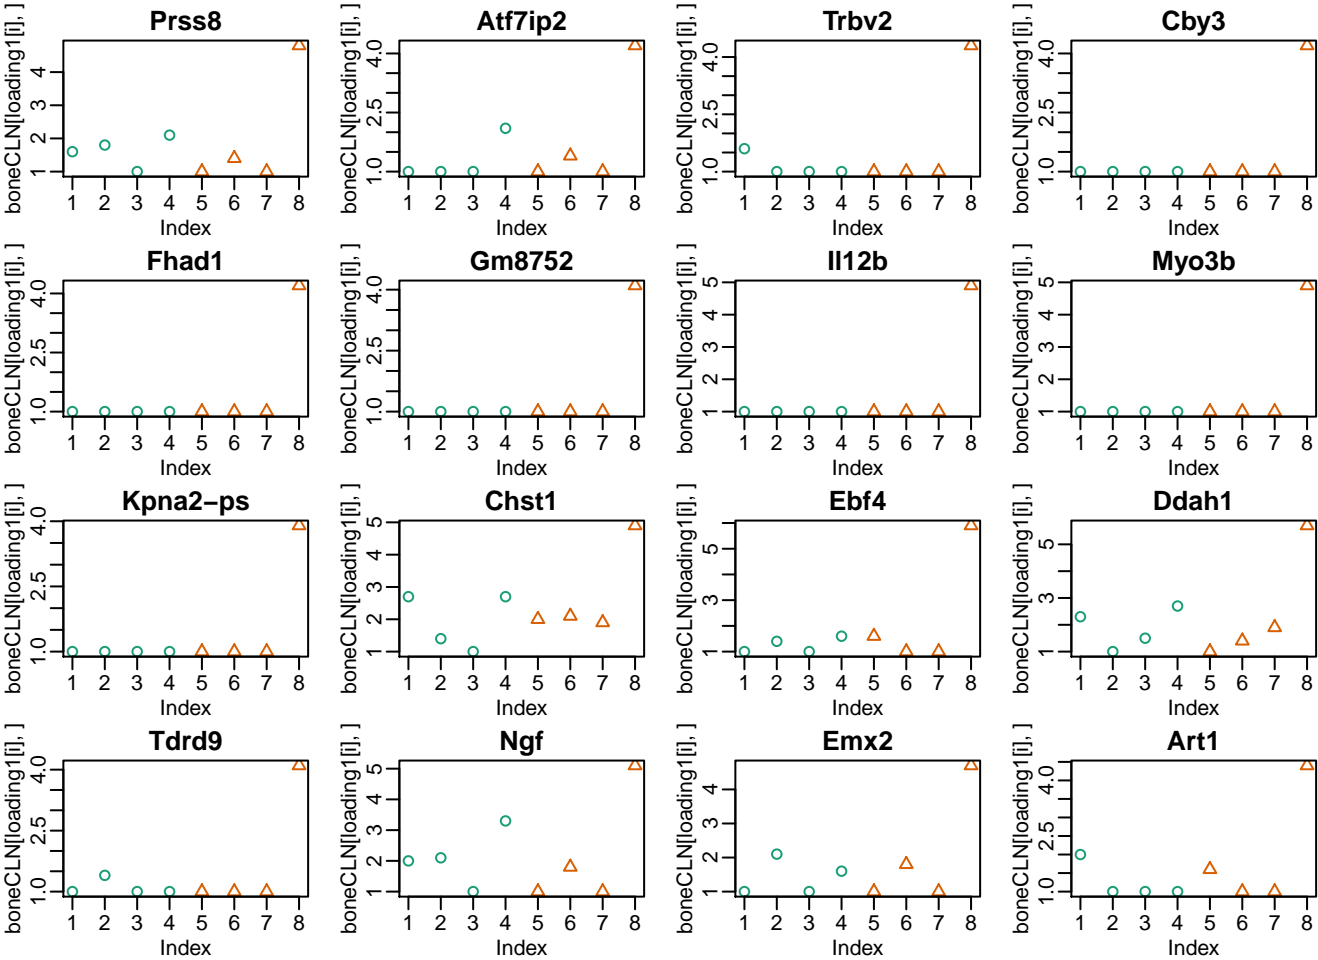 Prss8
boneCLN[loading1[i], ]
4
3
2
1
1 2 3 4 5 6 7 8
Index
Atf7ip2
boneCLN[loading1[i], ]
4.0
2.5
1.0
1 2 3 4 5 6 7 8
Index
Trbv2
boneCLN[loading1[i], ]
4.0
2.5
1.0
1 2 3 4 5 6 7 8
Index
Cby3
boneCLN[loading1[i], ]
4.0
2.5
1.0
1 2 3 4 5 6 7 8
Index
Fhad1
boneCLN[loading1[i], ]
4.0
2.5
1.0
1 2 3 4 5 6 7 8
Index
Gm8752
boneCLN[loading1[i], ]
4.0
2.5
1.0
1 2 3 4 5 6 7 8
Index
Il12b
boneCLN[loading1[i], ]
5
4
3
2
1
1 2 3 4 5 6 7 8
Index
Myo3b
boneCLN[loading1[i], ]
5
4
3
2
1
1 2 3 4 5 6 7 8
Index
Kpna2−ps
boneCLN[loading1[i], ]
4.0
2.5
1.0
1 2 3 4 5 6 7 8
Index
Chst1
boneCLN[loading1[i], ]
5
4
3
2
1
1 2 3 4 5 6 7 8
Index
Ebf4
boneCLN[loading1[i], ]
5
3
1
1 2 3 4 5 6 7 8
Index
Ddah1
boneCLN[loading1[i], ]
5
3
1
1 2 3 4 5 6 7 8
Index
Tdrd9
boneCLN[loading1[i], ]
4.0
2.5
1.0
1 2 3 4 5 6 7 8
Index
Ngf
boneCLN[loading1[i], ]
5
4
3
2
1
1 2 3 4 5 6 7 8
Index
Emx2
boneCLN[loading1[i], ]
4
3
2
1
1 2 3 4 5 6 7 8
Index
Art1
boneCLN[loading1[i], ]
4.0
2.5
1.0
1 2 3 4 5 6 7 8
Index